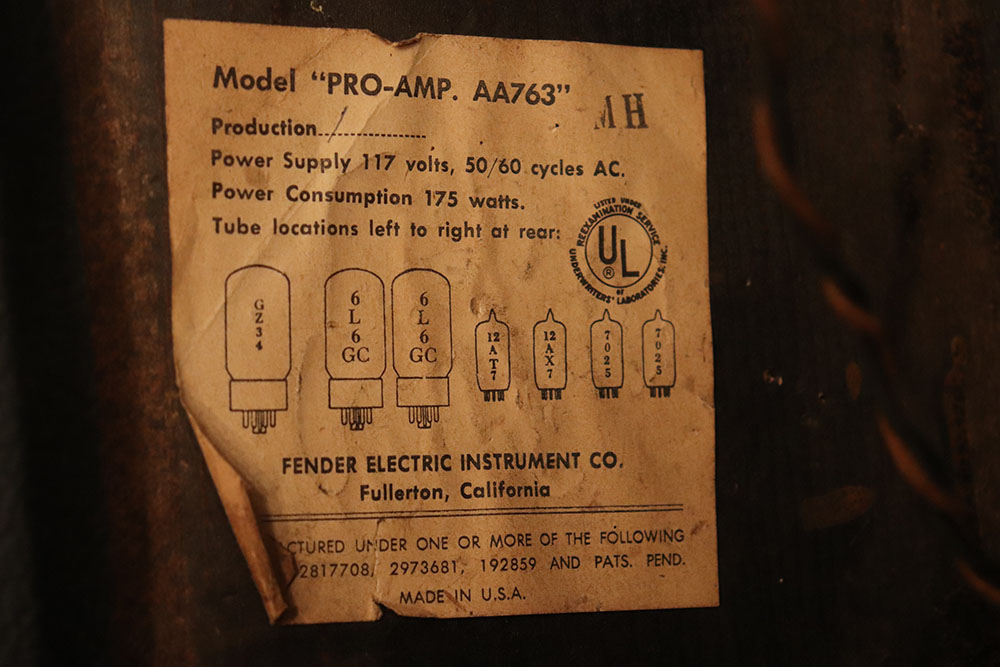 Model "PRO-AMP. AA763"
MH
Production
Power Supply 117 volts, 50/60 cycles AC.
Power Consumption 175 watts.
Tube locations left to right at rear:
LISTED UNDER
REEXAMINATION SERVICE
UL ®
of
UNDERWRITERS' LABORATORIES, INC.
GZ34
6L6GC
6L6GC
12AT7
12AX7
7025
7025
FENDER ELECTRIC INSTRUMENT CO.
Fullerton, California
UNDER ONE OR MORE OF THE FOLLOWING
2817708, 2973681, 192859 AND PATS. PEND.
MADE IN U.S.A.